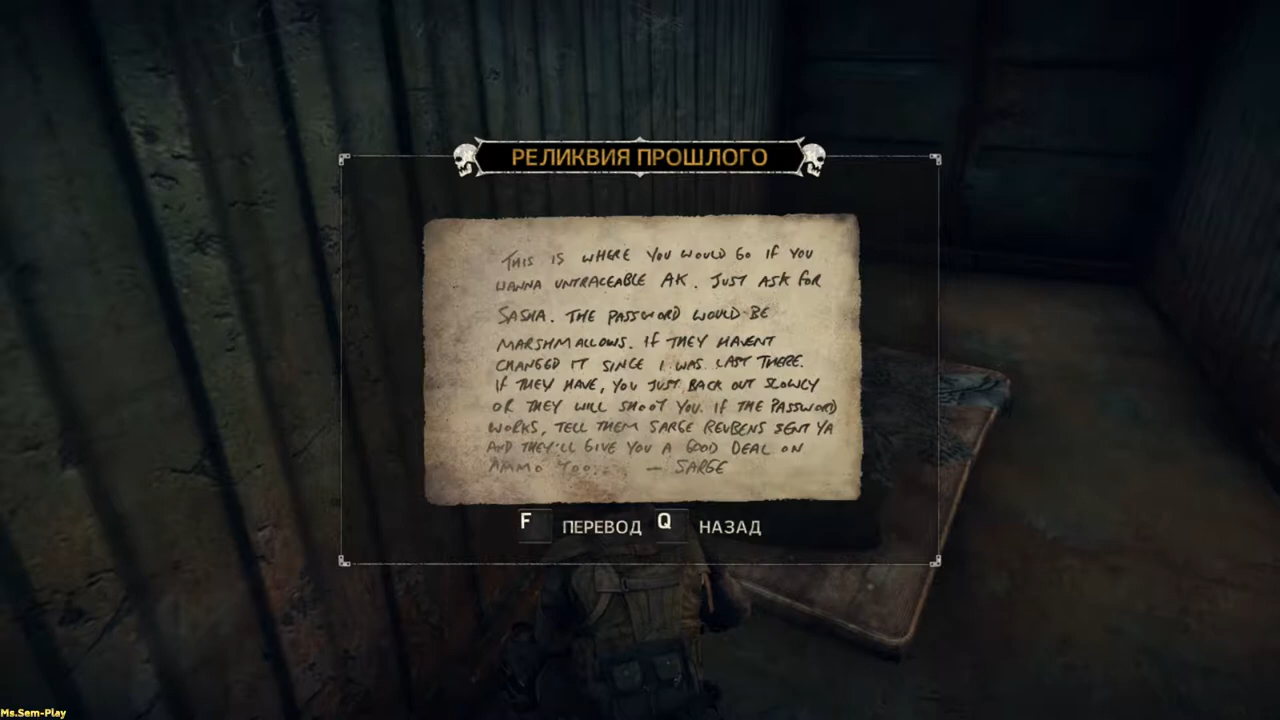 РЕЛИКВИЯ ПРОШЛОГО
THIS IS WHERE YOU WOULD GO IF YOU
WANNA UNTRACEABLE AK. JUST ASK FOR
SASHA. THE PASSWORD WOULD BE
MARSHMALLOWS. IF THEY HAVENT
CHANGED IT SINCE I WAS LAST THERE.
IF THEY HAVE, YOU JUST BACK OUT SLOWLY
OR THEY WILL SHOOT YOU. IF THE PASSWORD
WORKS, TELL THEM SARGE REUBENS SENT YA
AND THEY'LL GIVE YOU A GOOD DEAL ON
AMMO TOO... — SARGE
F ПЕРЕВОД Q НАЗАД
Ms.Sem-Play